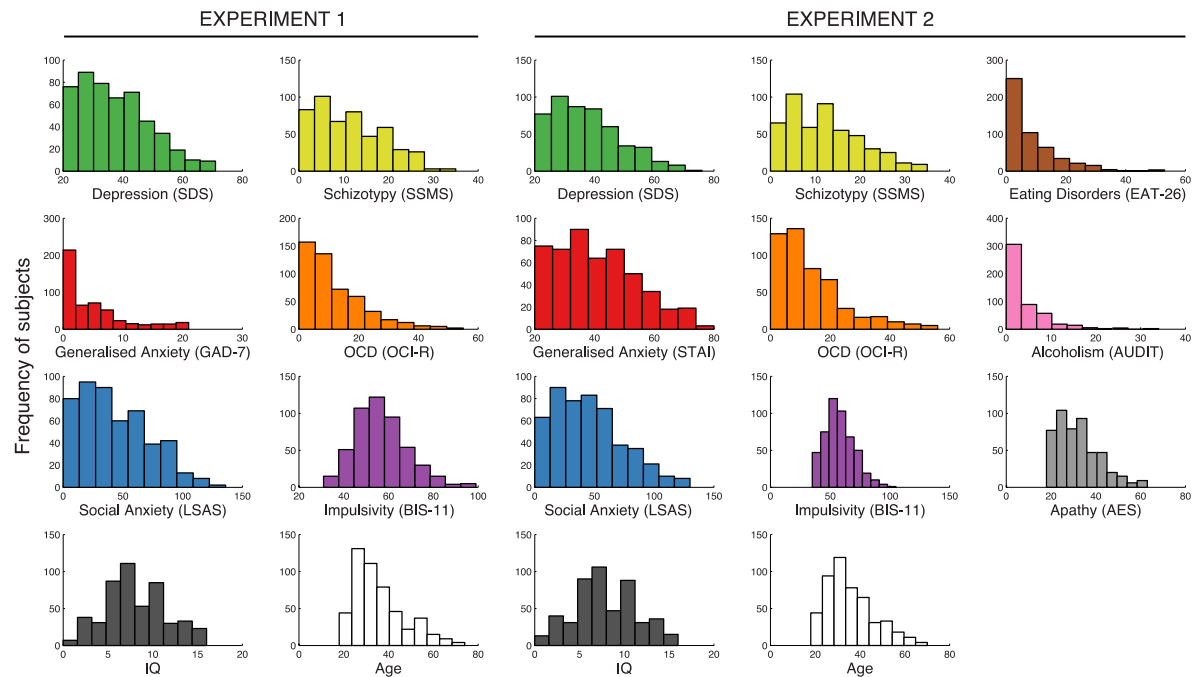 EXPERIMENT 1
EXPERIMENT 2
Frequency of subjects
100
80
60
40
20
0
20 40 60 80
Depression (SDS)
150
100
50
0
0 20 40
Schizotypy (SSMS)
150
100
50
0
20 40 60 80
Depression (SDS)
150
100
50
0
0 20 40
Schizotypy (SSMS)
300
200
100
0
0 20 40 60
Eating Disorders (EAT-26)
300
200
100
0
0 10 20 30
Generalised Anxiety (GAD-7)
200
150
100
50
0
0 20 40 60
OCD (OCI-R)
100
80
60
40
20
0
20 40 60 80
Generalised Anxiety (STAI)
150
100
50
0
0 20 40 60
OCD (OCI-R)
400
300
200
100
0
0 10 20 30 40
Alcoholism (AUDIT)
100
80
60
40
20
0
0 50 100 150
Social Anxiety (LSAS)
150
100
50
0
20 40 60 80 100
Impulsivity (BIS-11)
100
80
60
40
20
0
0 50 100 150
Social Anxiety (LSAS)
150
100
50
0
0 50 100 150
Impulsivity (BIS-11)
150
100
50
0
0 20 40 60 80
Apathy (AES)
150
100
50
0
0 5 10 15 20
IQ
150
100
50
0
0 20 40 60 80
Age
150
100
50
0
0 5 10 15 20
IQ
150
100
50
0
0 20 40 60 80
Age